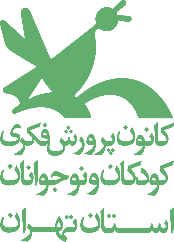 کانون پرورش فکری
کودکان و نوجوانان
استان تهران